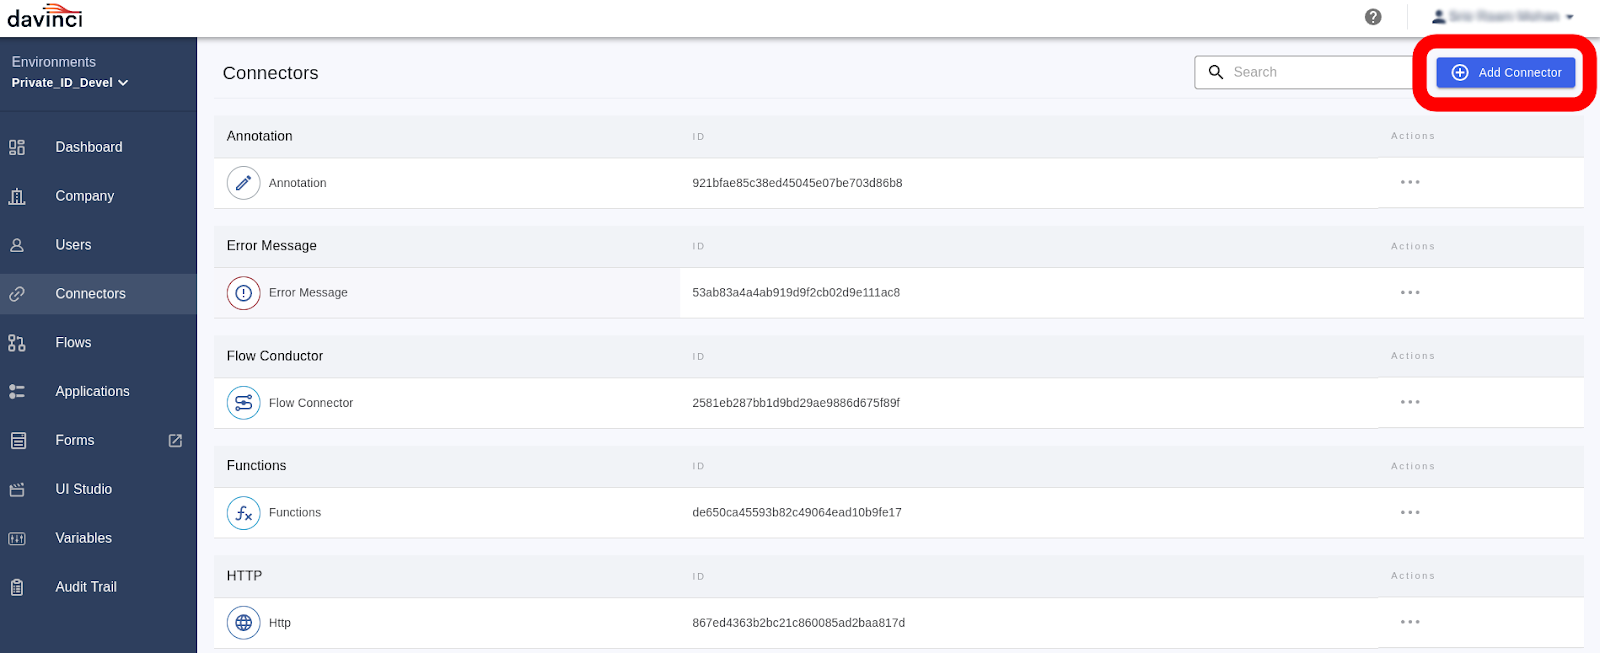 davinci
Environments
Private_ID_Devel
Dashboard
Company
Users
Connectors
Flows
Applications
Forms
UI Studio
Variables
Audit Trail
Connectors
Search
Add Connector
Annotation ID Actions
Annotation 921bfae85c38ed45045e07be703d86b8
Error Message ID Actions
Error Message 53ab83a4a4ab919d9f2cb02d9e111ac8
Flow Conductor ID Actions
Flow Connector 2581eb287bb1d9bd29ae9886d675f89f
Functions ID Actions
Functions de650ca45593b82c49064ead10b9fe17
HTTP ID Actions
Http 867ed4363b2bc21c860085ad2baa817d